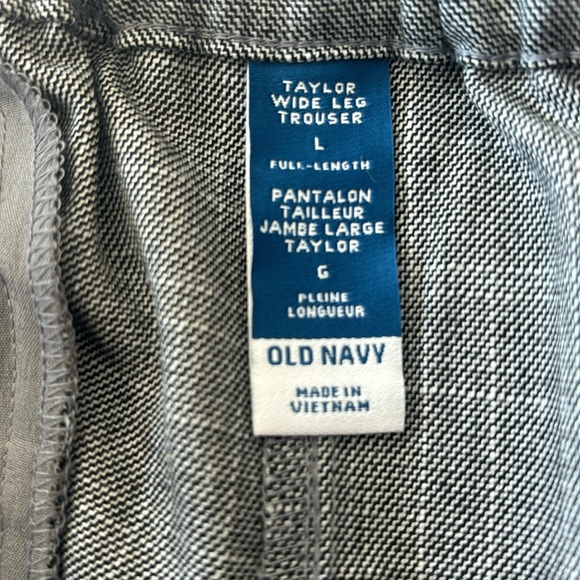 TAYLOR
WIDE LEG
TROUSER
L
FULL-LENGTH
PANTALON
TAILLEUR
JAMBE LARGE
TAYLOR
G
PLEINE
LONGUEUR
OLD NAVY
MADE IN
VIETNAM